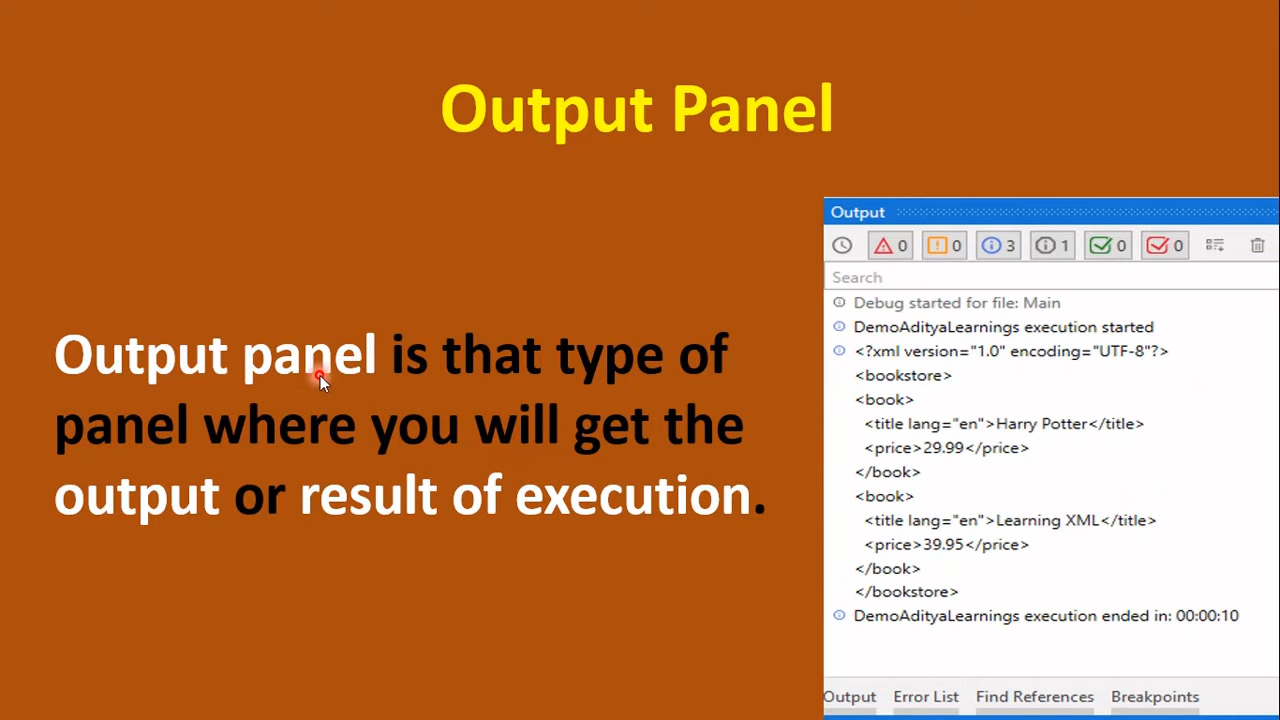 Output Panel
Output panel is that type of
panel where you will get the
output or result of execution.
Output
0 0 3 1 0 0
Search
Debug started for file: Main
DemoAdityaLearnings execution started
<?xml version="1.0" encoding="UTF-8"?>
<bookstore>
<book>
<title lang="en">Harry Potter</title>
<price>29.99</price>
</book>
<book>
<title lang="en">Learning XML</title>
<price>39.95</price>
</book>
</bookstore>
DemoAdityaLearnings execution ended in: 00:00:10
Output Error List Find References Breakpoints